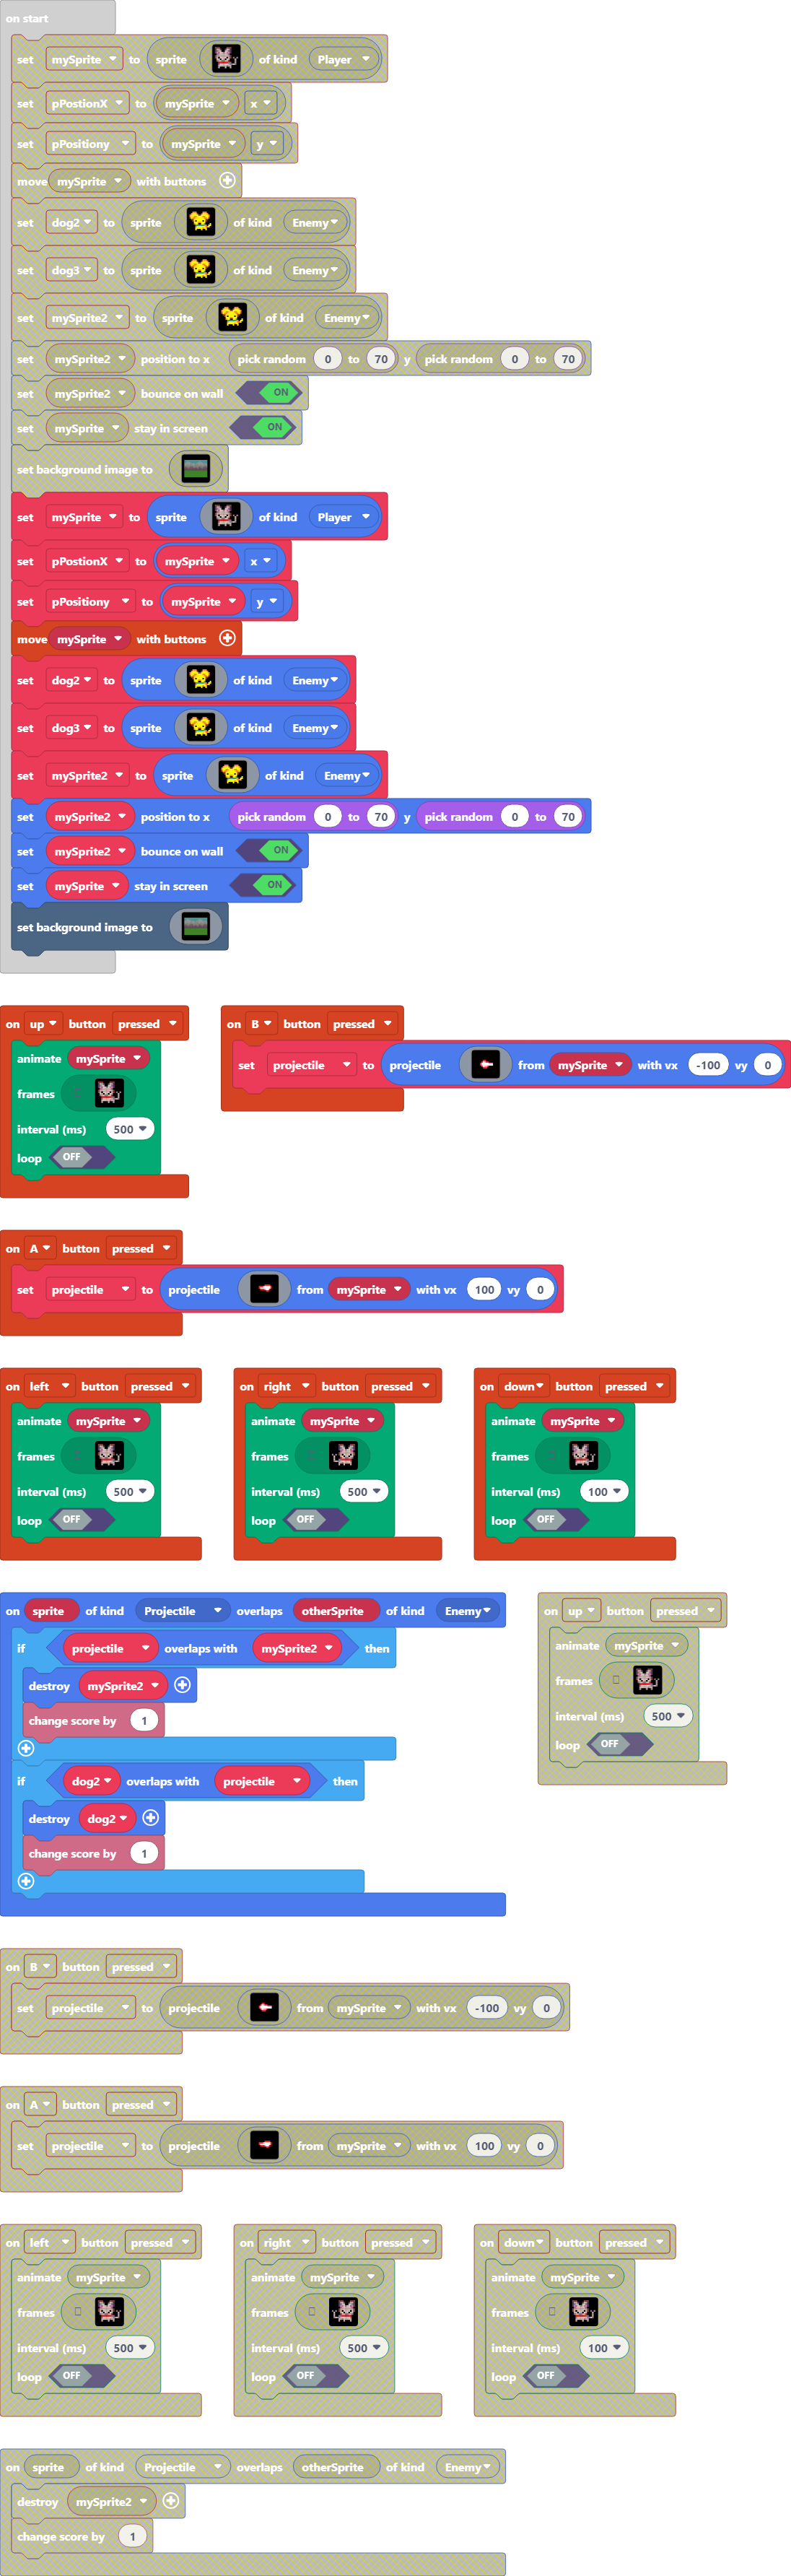 on start
set mySprite to sprite of kind Player
set pPostionX to mySprite x
set pPositiony to mySprite y
move mySprite with buttons
set dog2 to sprite of kind Enemy
set dog3 to sprite of kind Enemy
set mySprite2 to sprite of kind Enemy
set mySprite2 position to x pick random 0 to 70 y pick random 0 to 70
set mySprite2 bounce on wall ON
set mySprite stay in screen ON
set background image to
set mySprite to sprite of kind Player
set pPostionX to mySprite x
set pPositiony to mySprite y
move mySprite with buttons
set dog2 to sprite of kind Enemy
set dog3 to sprite of kind Enemy
set mySprite2 to sprite of kind Enemy
set mySprite2 position to x pick random 0 to 70 y pick random 0 to 70
set mySprite2 bounce on wall ON
set mySprite stay in screen ON
set background image to
on up button pressed
animate mySprite
frames
interval (ms) 500
loop OFF
on B button pressed
set projectile to projectile from mySprite with vx -100 vy 0
on A button pressed
set projectile to projectile from mySprite with vx 100 vy 0
on left button pressed
animate mySprite
frames
interval (ms) 500
loop OFF
on right button pressed
animate mySprite
frames
interval (ms) 500
loop OFF
on down button pressed
animate mySprite
frames
interval (ms) 100
loop OFF
on sprite of kind Projectile overlaps otherSprite of kind Enemy
if projectile overlaps with mySprite2 then
destroy mySprite2
change score by 1
if dog2 overlaps with projectile then
destroy dog2
change score by 1
on up button pressed
animate mySprite
frames
interval (ms) 500
loop OFF
on B button pressed
set projectile to projectile from mySprite with vx -100 vy 0
on A button pressed
set projectile to projectile from mySprite with vx 100 vy 0
on left button pressed
animate mySprite
frames
interval (ms) 500
loop OFF
on right button pressed
animate mySprite
frames
interval (ms) 500
loop OFF
on down button pressed
animate mySprite
frames
interval (ms) 100
loop OFF
on sprite of kind Projectile overlaps otherSprite of kind Enemy
destroy mySprite2
change score by 1